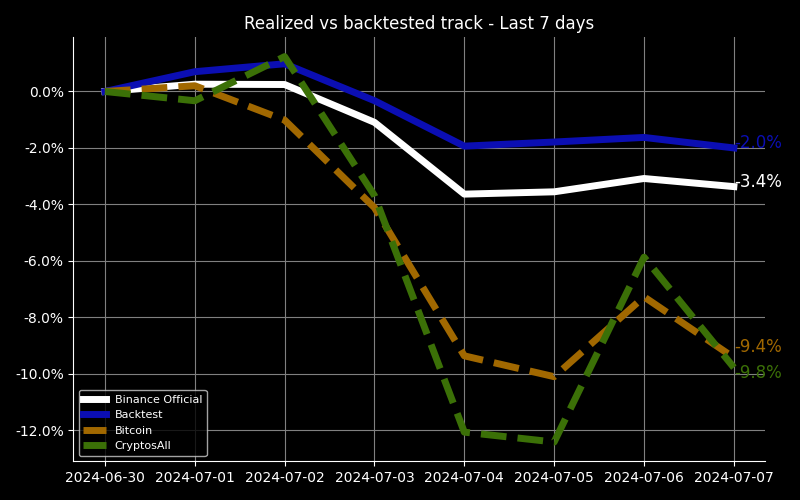 Realized vs backtested track - Last 7 days
0.0%
-2.0%
-4.0%
-6.0%
-8.0%
-10.0%
-12.0%
-2.0%
-3.4%
-9.4%
-9.8%
Binance Official
Backtest
Bitcoin
CryptosAll
2024-06-30 2024-07-01 2024-07-02 2024-07-03 2024-07-04 2024-07-05 2024-07-06 2024-07-07